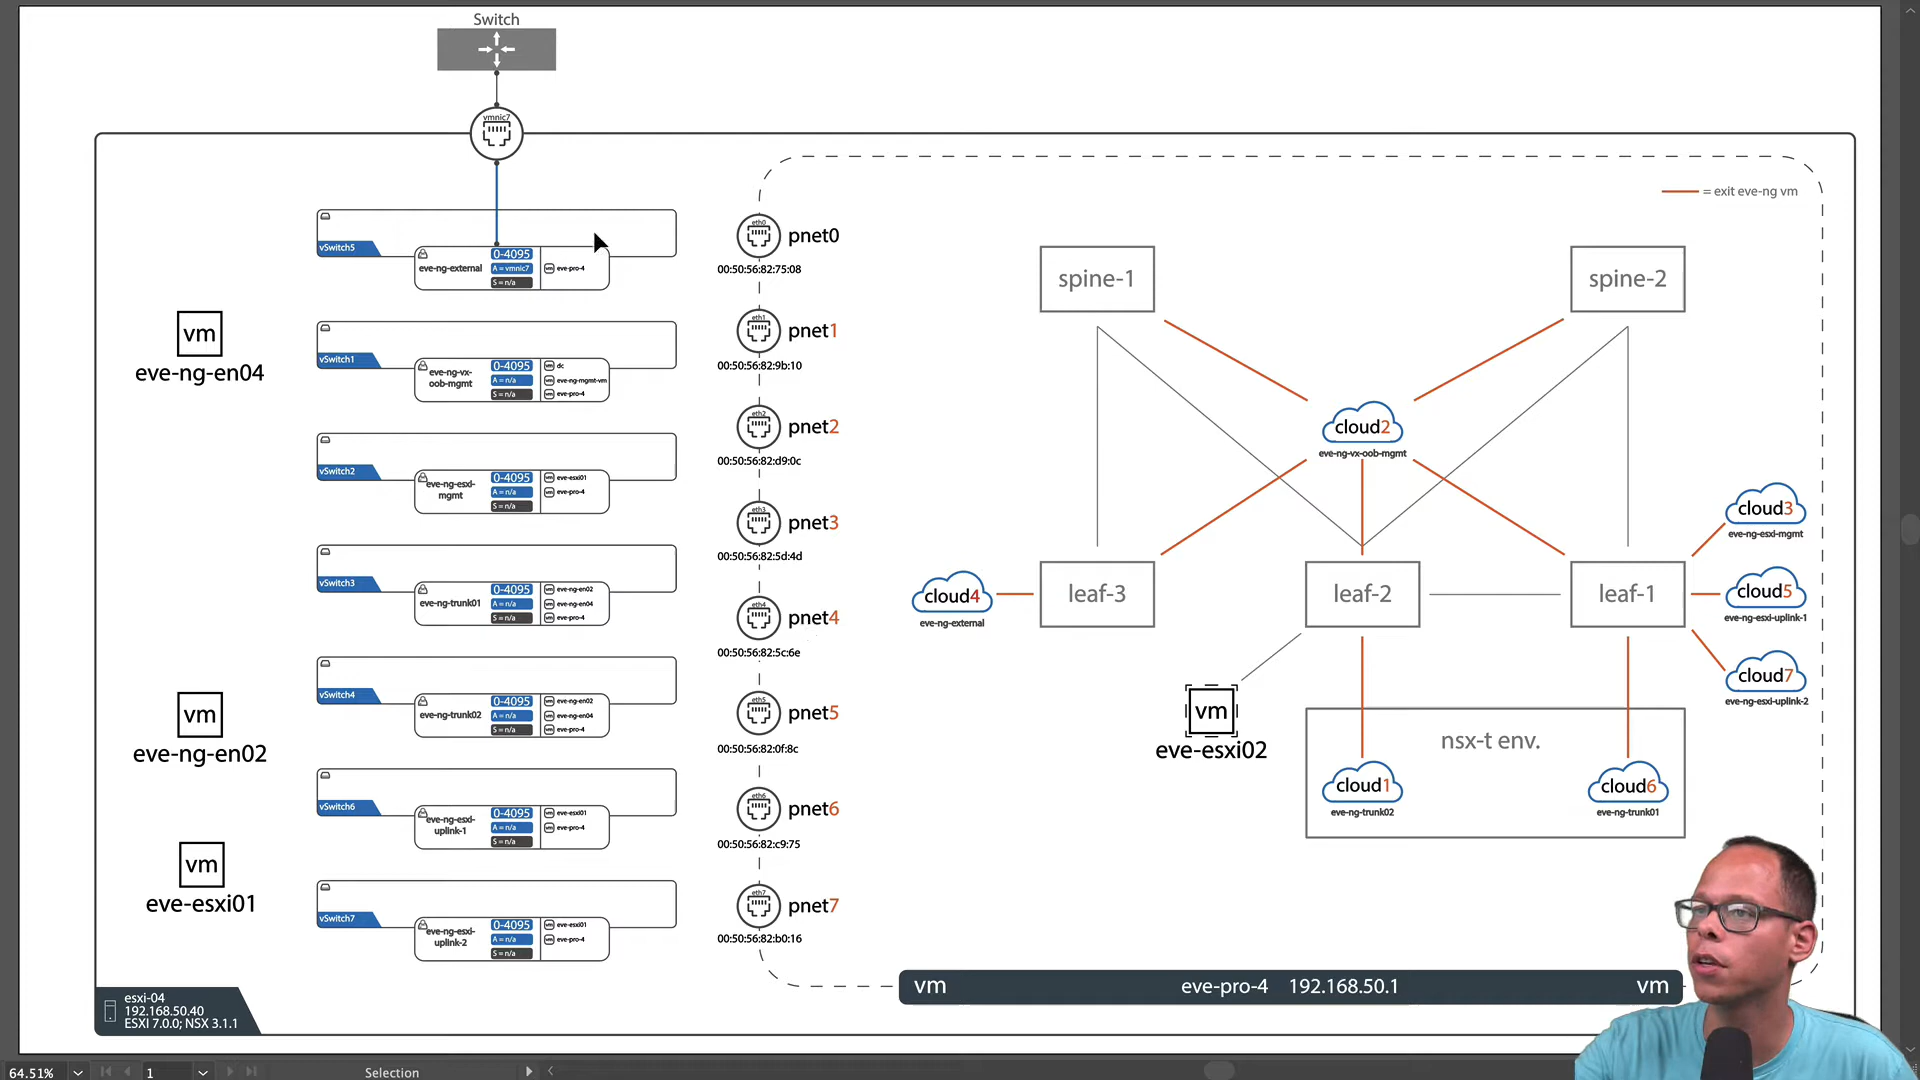 Switch
vmnic7
vSwitch5
eve-ng-external
0-4095
A = vmnic7
S = n/a
eve-pro-4
vSwitch1
eve-ng-vx-
oob-mgmt
0-4095
A = n/a
S = n/a
dc
eve-ng-mgmt-vm
eve-pro-4
vSwitch2
eve-ng-esxi-
mgmt
0-4095
A = n/a
S = n/a
eve-esxi01
eve-pro-4
vSwitch3
eve-ng-trunk01
0-4095
A = n/a
S = n/a
eve-ng-en02
eve-ng-en04
eve-pro-4
vSwitch4
eve-ng-trunk02
0-4095
A = n/a
S = n/a
eve-ng-en02
eve-ng-en04
eve-pro-4
vSwitch6
eve-ng-esxi-
uplink-1
0-4095
A = n/a
S = n/a
eve-esxi01
eve-pro-4
vSwitch7
eve-ng-esxi-
uplink-2
0-4095
A = n/a
S = n/a
eve-esxi01
eve-pro-4
vm
eve-ng-en04
vm
eve-ng-en02
vm
eve-esxi01
esxi-04
192.168.50.40
ESXI 7.0.0; NSX 3.1.1
eth0
pnet0
00:50:56:82:75:08
eth1
pnet1
00:50:56:82:9b:10
eth2
pnet2
00:50:56:82:d9:0c
eth3
pnet3
00:50:56:82:5d:4d
eth4
pnet4
00:50:56:82:5c:6e
eth5
pnet5
00:50:56:82:0f:8c
eth6
pnet6
00:50:56:82:c9:75
eth7
pnet7
00:50:56:82:b0:16
= exit eve-ng vm
spine-1
spine-2
cloud2
eve-ng-vx-oob-mgmt
cloud4
eve-ng-external
leaf-3
leaf-2
leaf-1
cloud3
eve-ng-esxi-mgmt
cloud5
eve-ng-esxi-uplink-1
cloud7
eve-ng-esxi-uplink-2
vm
eve-esxi02
nsx-t env.
cloud1
eve-ng-trunk02
cloud6
eve-ng-trunk01
vm
eve-pro-4 192.168.50.1
vm
64.51%
1
Selection